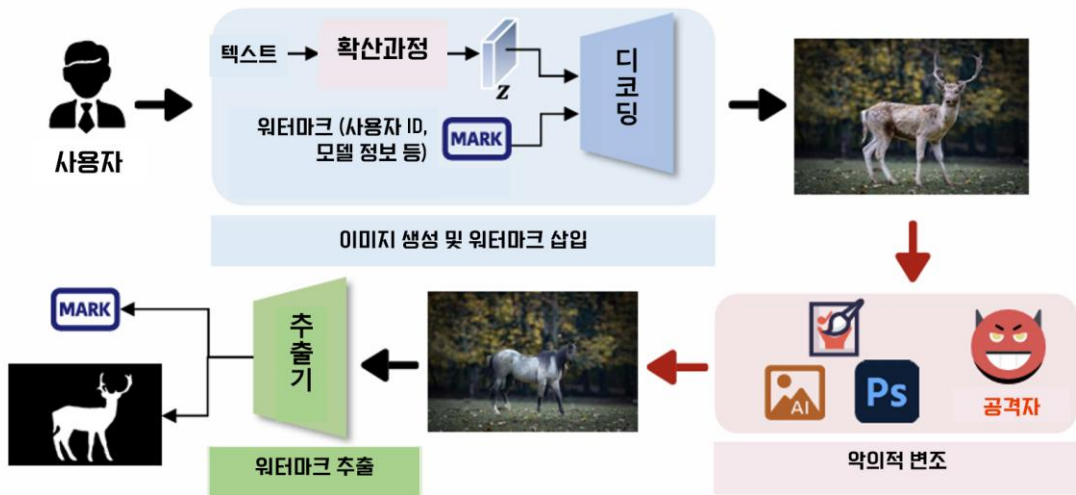 사용자
텍스트
확산과정
z
디코딩
워터마크 (사용자 ID,
모델 정보 등)
MARK
이미지 생성 및 워터마크 삽입
MARK
추출기
워터마크 추출
AI
Ps
공격자
악의적 변조